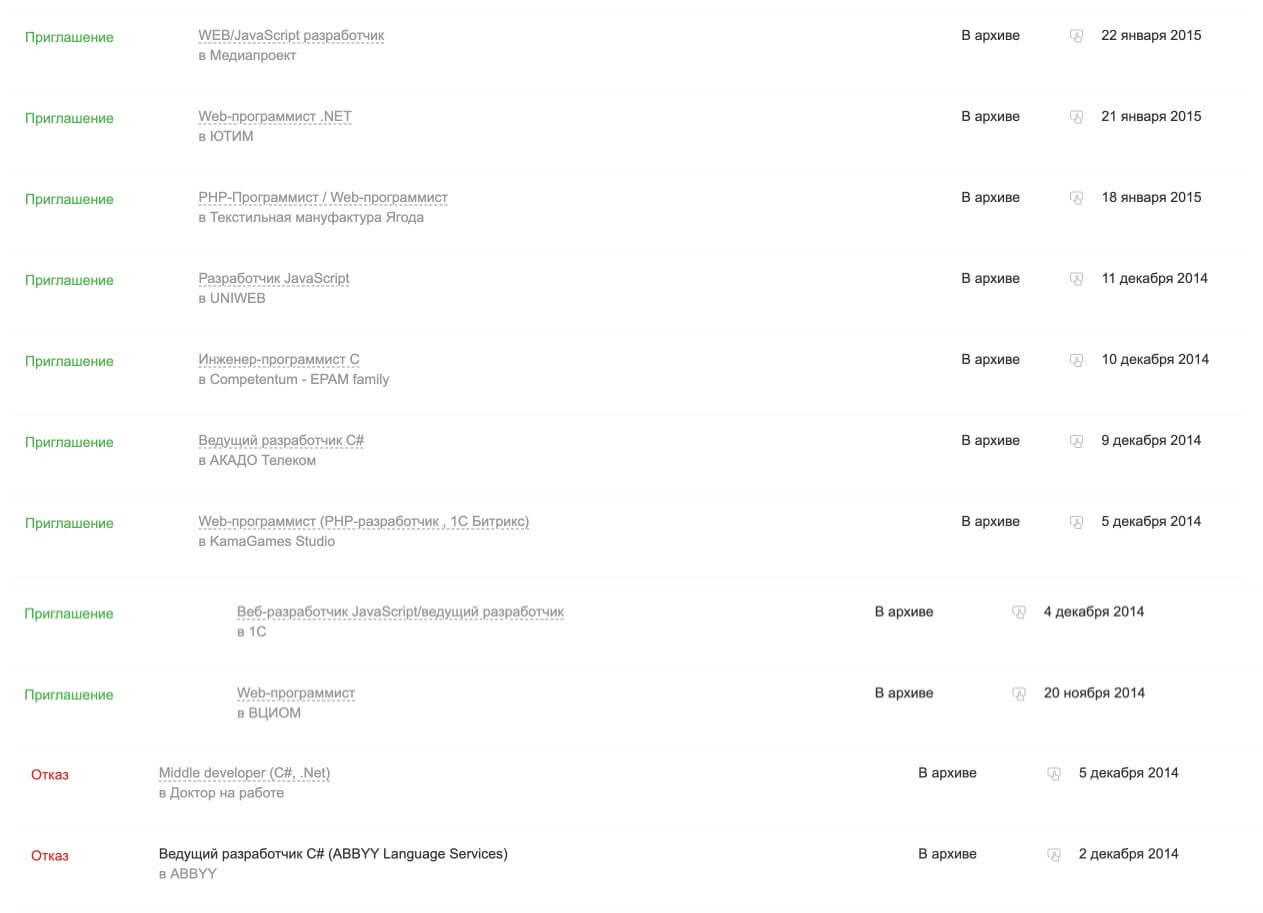 Приглашение
WEB/JavaScript разработчик
В архиве
22 января 2015
в Медиапроект
Приглашение
Web-программист .NET
В архиве
21 января 2015
в ЮТИМ
Приглашение
PHP-Программист / Web-программист
В архиве
18 января 2015
в Текстильная мануфактура Ягода
Приглашение
Разработчик JavaScript
В архиве
11 декабря 2014
в UNIWEB
Приглашение
Инженер-программист С
В архиве
10 декабря 2014
в Competentum - EPAM family
Приглашение
Ведущий разработчик C#
В архиве
9 декабря 2014
в АКАДО Телеком
Приглашение
Web-программист (PHP-разработчик , 1С Битрикс)
В архиве
5 декабря 2014
в KamaGames Studio
Приглашение
Веб-разработчик JavaScript/ведущий разработчик
В архиве
4 декабря 2014
в 1С
Приглашение
Web-программист
В архиве
20 ноября 2014
в ВЦИОМ
Отказ
Middle developer (C#, .Net)
В архиве
5 декабря 2014
в Доктор на работе
Отказ
Ведущий разработчик C# (ABBYY Language Services)
В архиве
2 декабря 2014
в ABBYY